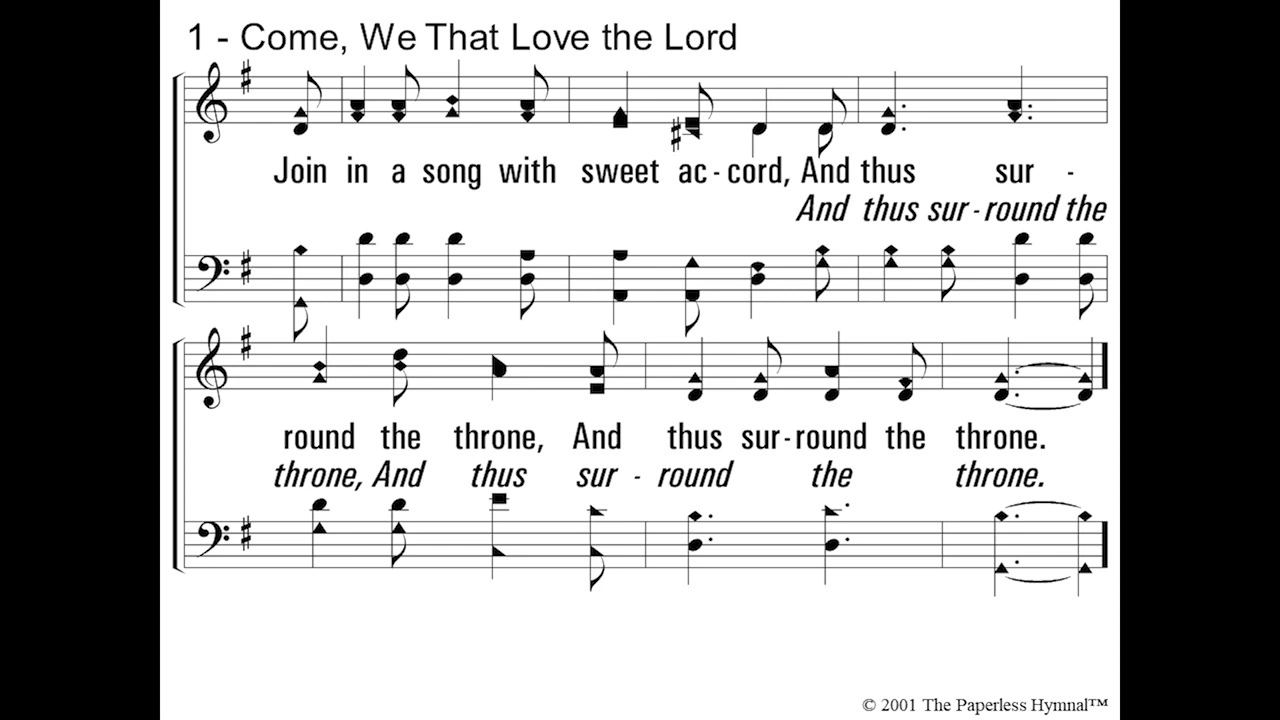 1 - Come, We That Love the Lord
Join in a song with sweet ac - cord, And thus sur -
And thus sur - round the
round the throne, And thus sur - round the throne.
throne, And thus sur - round the throne.
© 2001 The Paperless Hymnal™